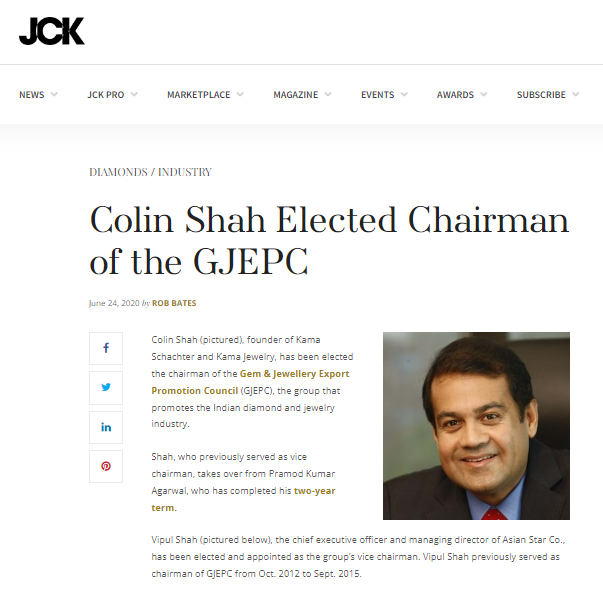 JCK
NEWS JCK PRO MARKETPLACE MAGAZINE EVENTS AWARDS SUBSCRIBE
DIAMONDS / INDUSTRY
Colin Shah Elected Chairman
of the GJEPC
June 24, 2020 by ROB BATES
Colin Shah (pictured), founder of Kama
Schachter and Kama Jewelry, has been elected
the chairman of the Gem & Jewellery Export
Promotion Council (GJEPC), the group that
promotes the Indian diamond and jewelry
industry.
Shah, who previously served as vice
chairman, takes over from Pramod Kumar
Agarwal, who has completed his two-year
term.
Vipul Shah (pictured below), the chief executive officer and managing director of Asian Star Co.,
has been elected and appointed as the group's vice chairman. Vipul Shah previously served as
chairman of GJEPC from Oct. 2012 to Sept. 2015.